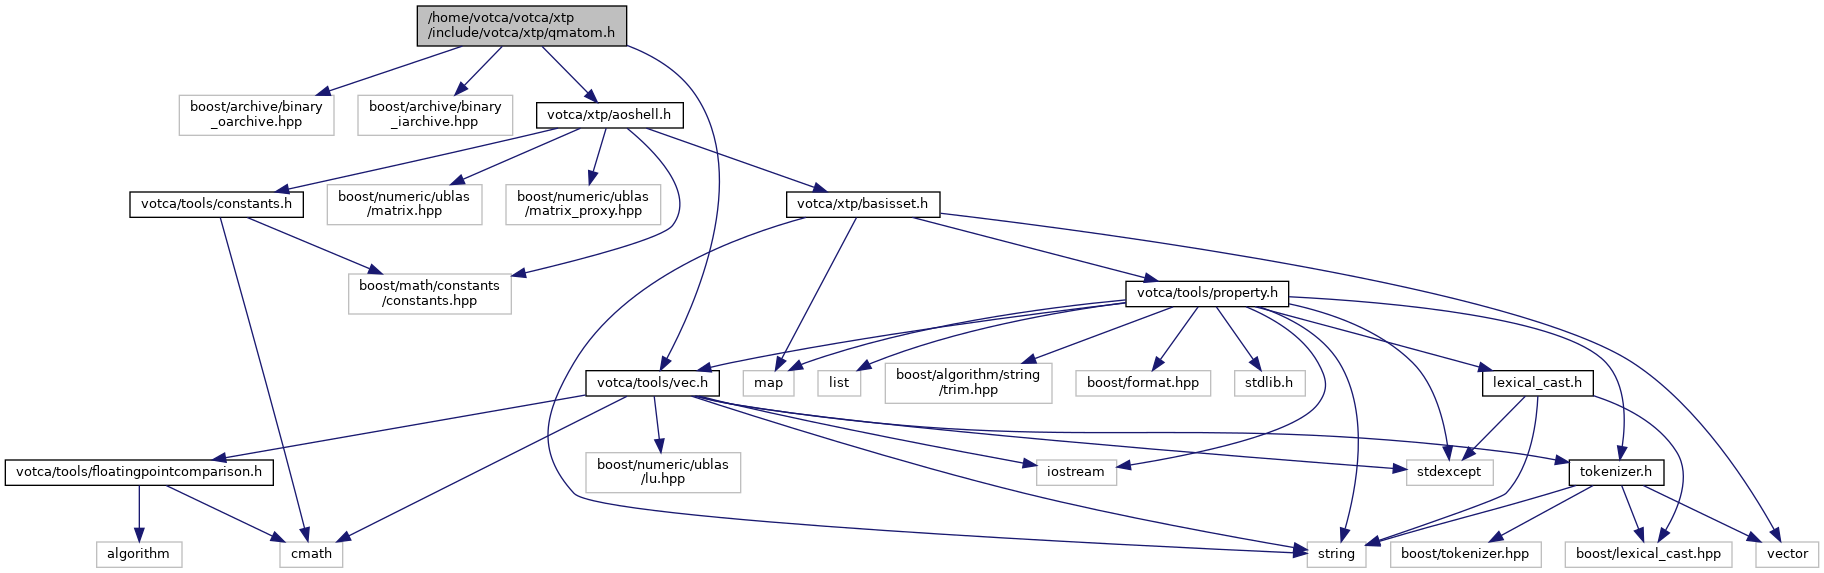 /home/votca/votca/xtp
/include/votca/xtp/qmatom.h
boost/archive/binary
_oarchive.hpp
boost/archive/binary
_iarchive.hpp
votca/xtp/aoshell.h
votca/tools/constants.h
boost/numeric/ublas
/matrix.hpp
boost/numeric/ublas
/matrix_proxy.hpp
votca/xtp/basisset.h
boost/math/constants
/constants.hpp
votca/tools/property.h
votca/tools/vec.h
map
list
boost/algorithm/string
/trim.hpp
boost/format.hpp
stdlib.h
lexical_cast.h
votca/tools/floatingpointcomparison.h
boost/numeric/ublas
/lu.hpp
iostream
stdexcept
tokenizer.h
algorithm
cmath
string
boost/tokenizer.hpp
boost/lexical_cast.hpp
vector